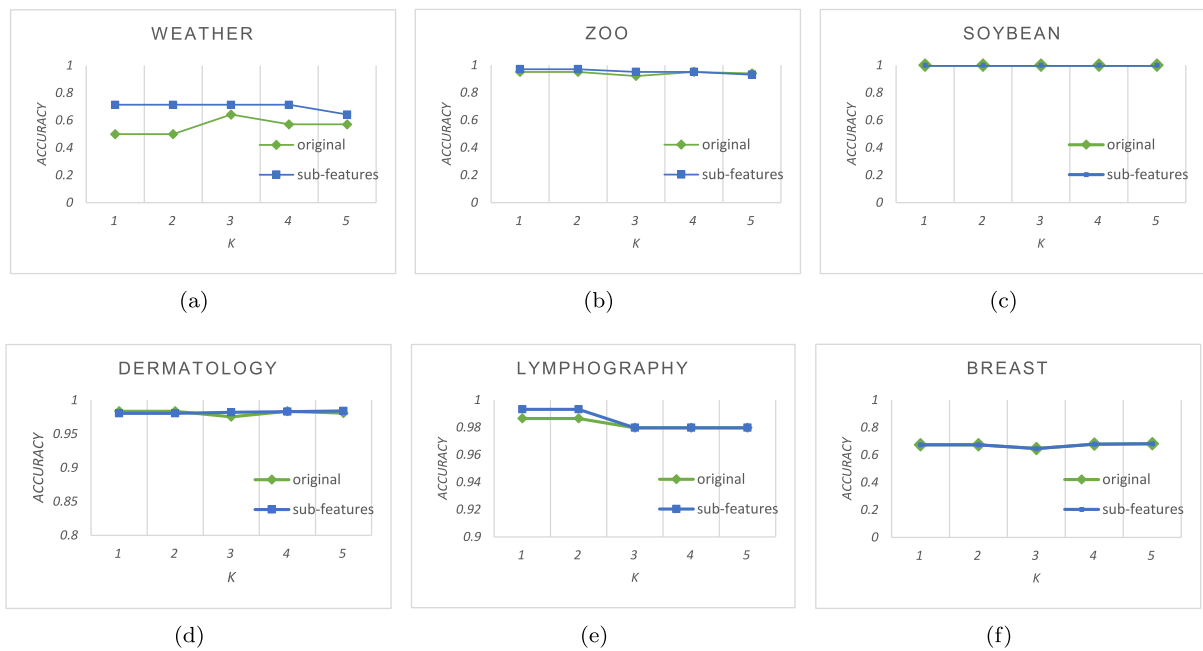 WEATHER
1
0.8
0.6
0.4
0.2
0
ACCURACY
original
sub-features
1 2 3 4 5
K
(a)
ZOO
1
0.8
0.6
0.4
0.2
0
ACCURACY
original
sub-features
1 2 3 4 5
K
(b)
SOYBEAN
1
0.8
0.6
0.4
0.2
0
ACCURACY
original
sub-features
1 2 3 4 5
K
(c)
DERMATOLOGY
1
0.95
0.9
0.85
0.8
ACCURACY
original
sub-features
1 2 3 4 5
K
(d)
LYMPHOGRAPHY
1
0.98
0.96
0.94
0.92
0.9
ACCURACY
original
sub-features
1 2 3 4 5
K
(e)
BREAST
1
0.8
0.6
0.4
0.2
0
ACCURACY
original
sub-features
1 2 3 4 5
K
(f)